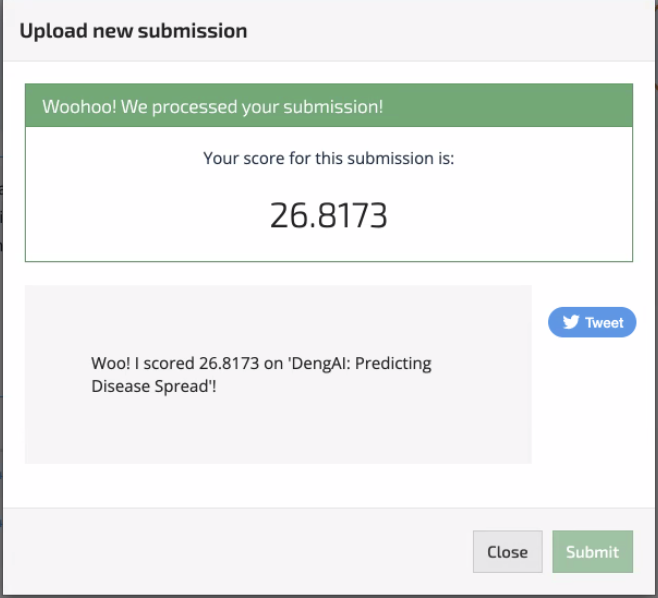 Upload new submission
Woohoo! We processed your submission!
Your score for this submission is:
26.8173
Tweet
Woo! I scored 26.8173 on 'DengAI: Predicting
Disease Spread'!
Close
Submit